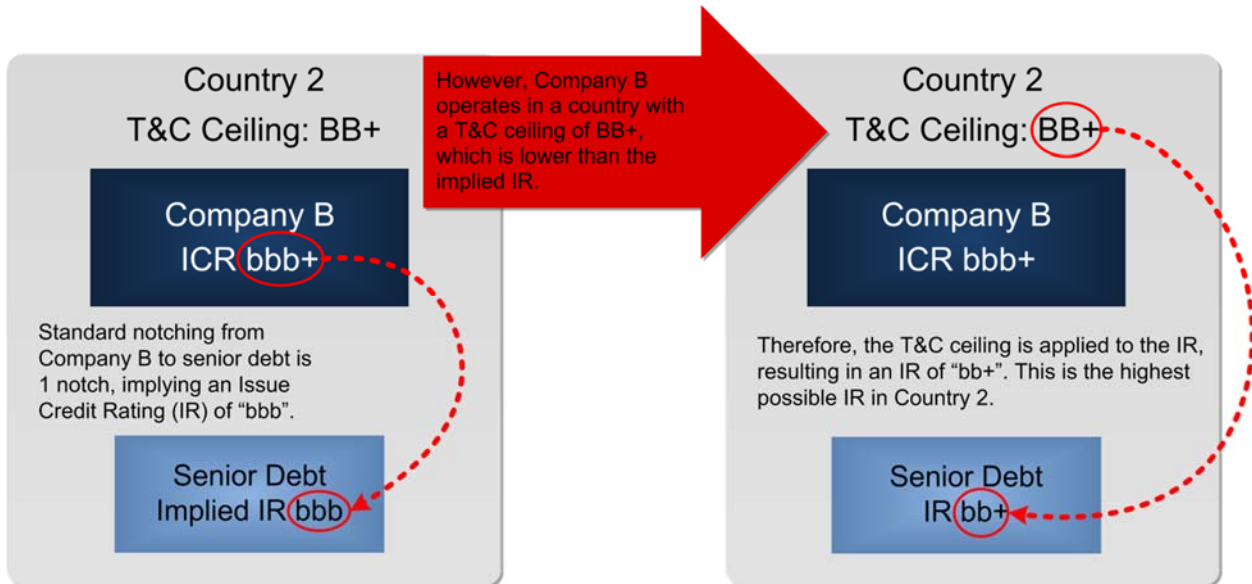 Country 2
T&C Ceiling: BB+
Company B
ICR bbb+
Standard notching from
Company B to senior debt is
1 notch, implying an Issue
Credit Rating (IR) of “bbb”.
Senior Debt
Implied IR bbb
However, Company B
operates in a country with
a T&C ceiling of BB+,
which is lower than the
implied IR.
Country 2
T&C Ceiling: BB+
Company B
ICR bbb+
Therefore, the T&C ceiling is applied to the IR,
resulting in an IR of “bb+”. This is the highest
possible IR in Country 2.
Senior Debt
IR bb+